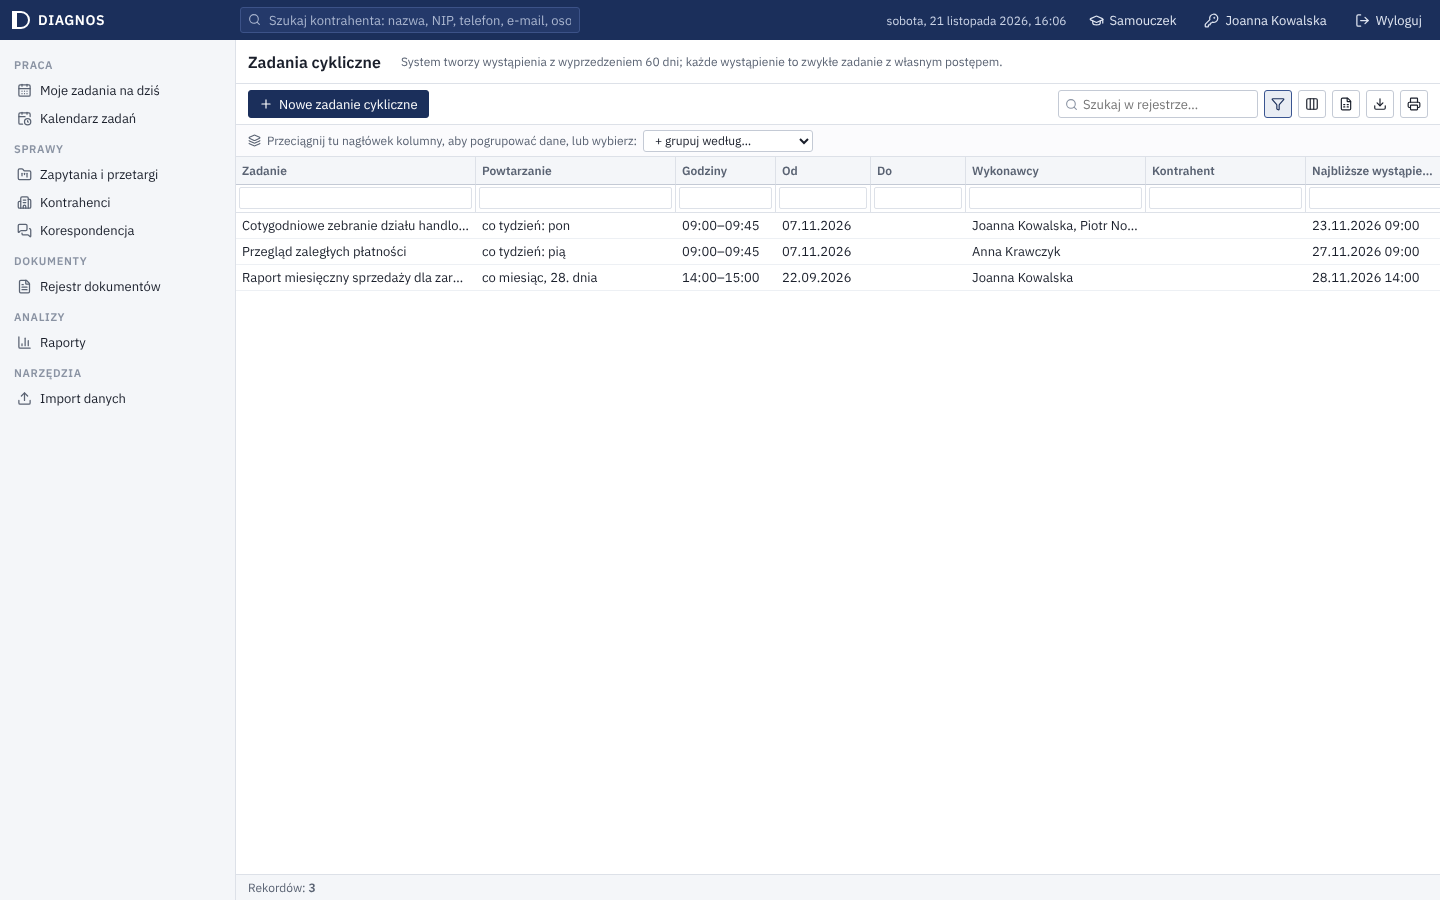 DIAGNOS
Szukaj kontrahenta: nazwa, NIP, telefon, e-mail, oso
sobota, 21 listopada 2026, 16:06
Samouczek
Joanna Kowalska
Wyloguj
PRACA
Moje zadania na dziś
Kalendarz zadań
SPRAWY
Zapytania i przetargi
Kontrahenci
Korespondencja
DOKUMENTY
Rejestr dokumentów
ANALIZY
Raporty
NARZĘDZIA
Import danych
Zadania cykliczne System tworzy wystąpienia z wyprzedzeniem 60 dni; każde wystąpienie to zwykłe zadanie z własnym postępem.
Nowe zadanie cykliczne
Szukaj w rejestrze...
Przeciągnij tu nagłówek kolumny, aby pogrupować dane, lub wybierz: + grupuj według...
Zadanie Powtarzanie Godziny Od Do Wykonawcy Kontrahent Najbliższe wystąpie...
Cotygodniowe zebranie działu handlo... co tydzień: pon 09:00–09:45 07.11.2026 Joanna Kowalska, Piotr No... 23.11.2026 09:00
Przegląd zaległych płatności co tydzień: pią 09:00–09:45 07.11.2026 Anna Krawczyk 27.11.2026 09:00
Raport miesięczny sprzedaży dla zar... co miesiąc, 28. dnia 14:00–15:00 22.09.2026 Joanna Kowalska 28.11.2026 14:00
Rekordów: 3